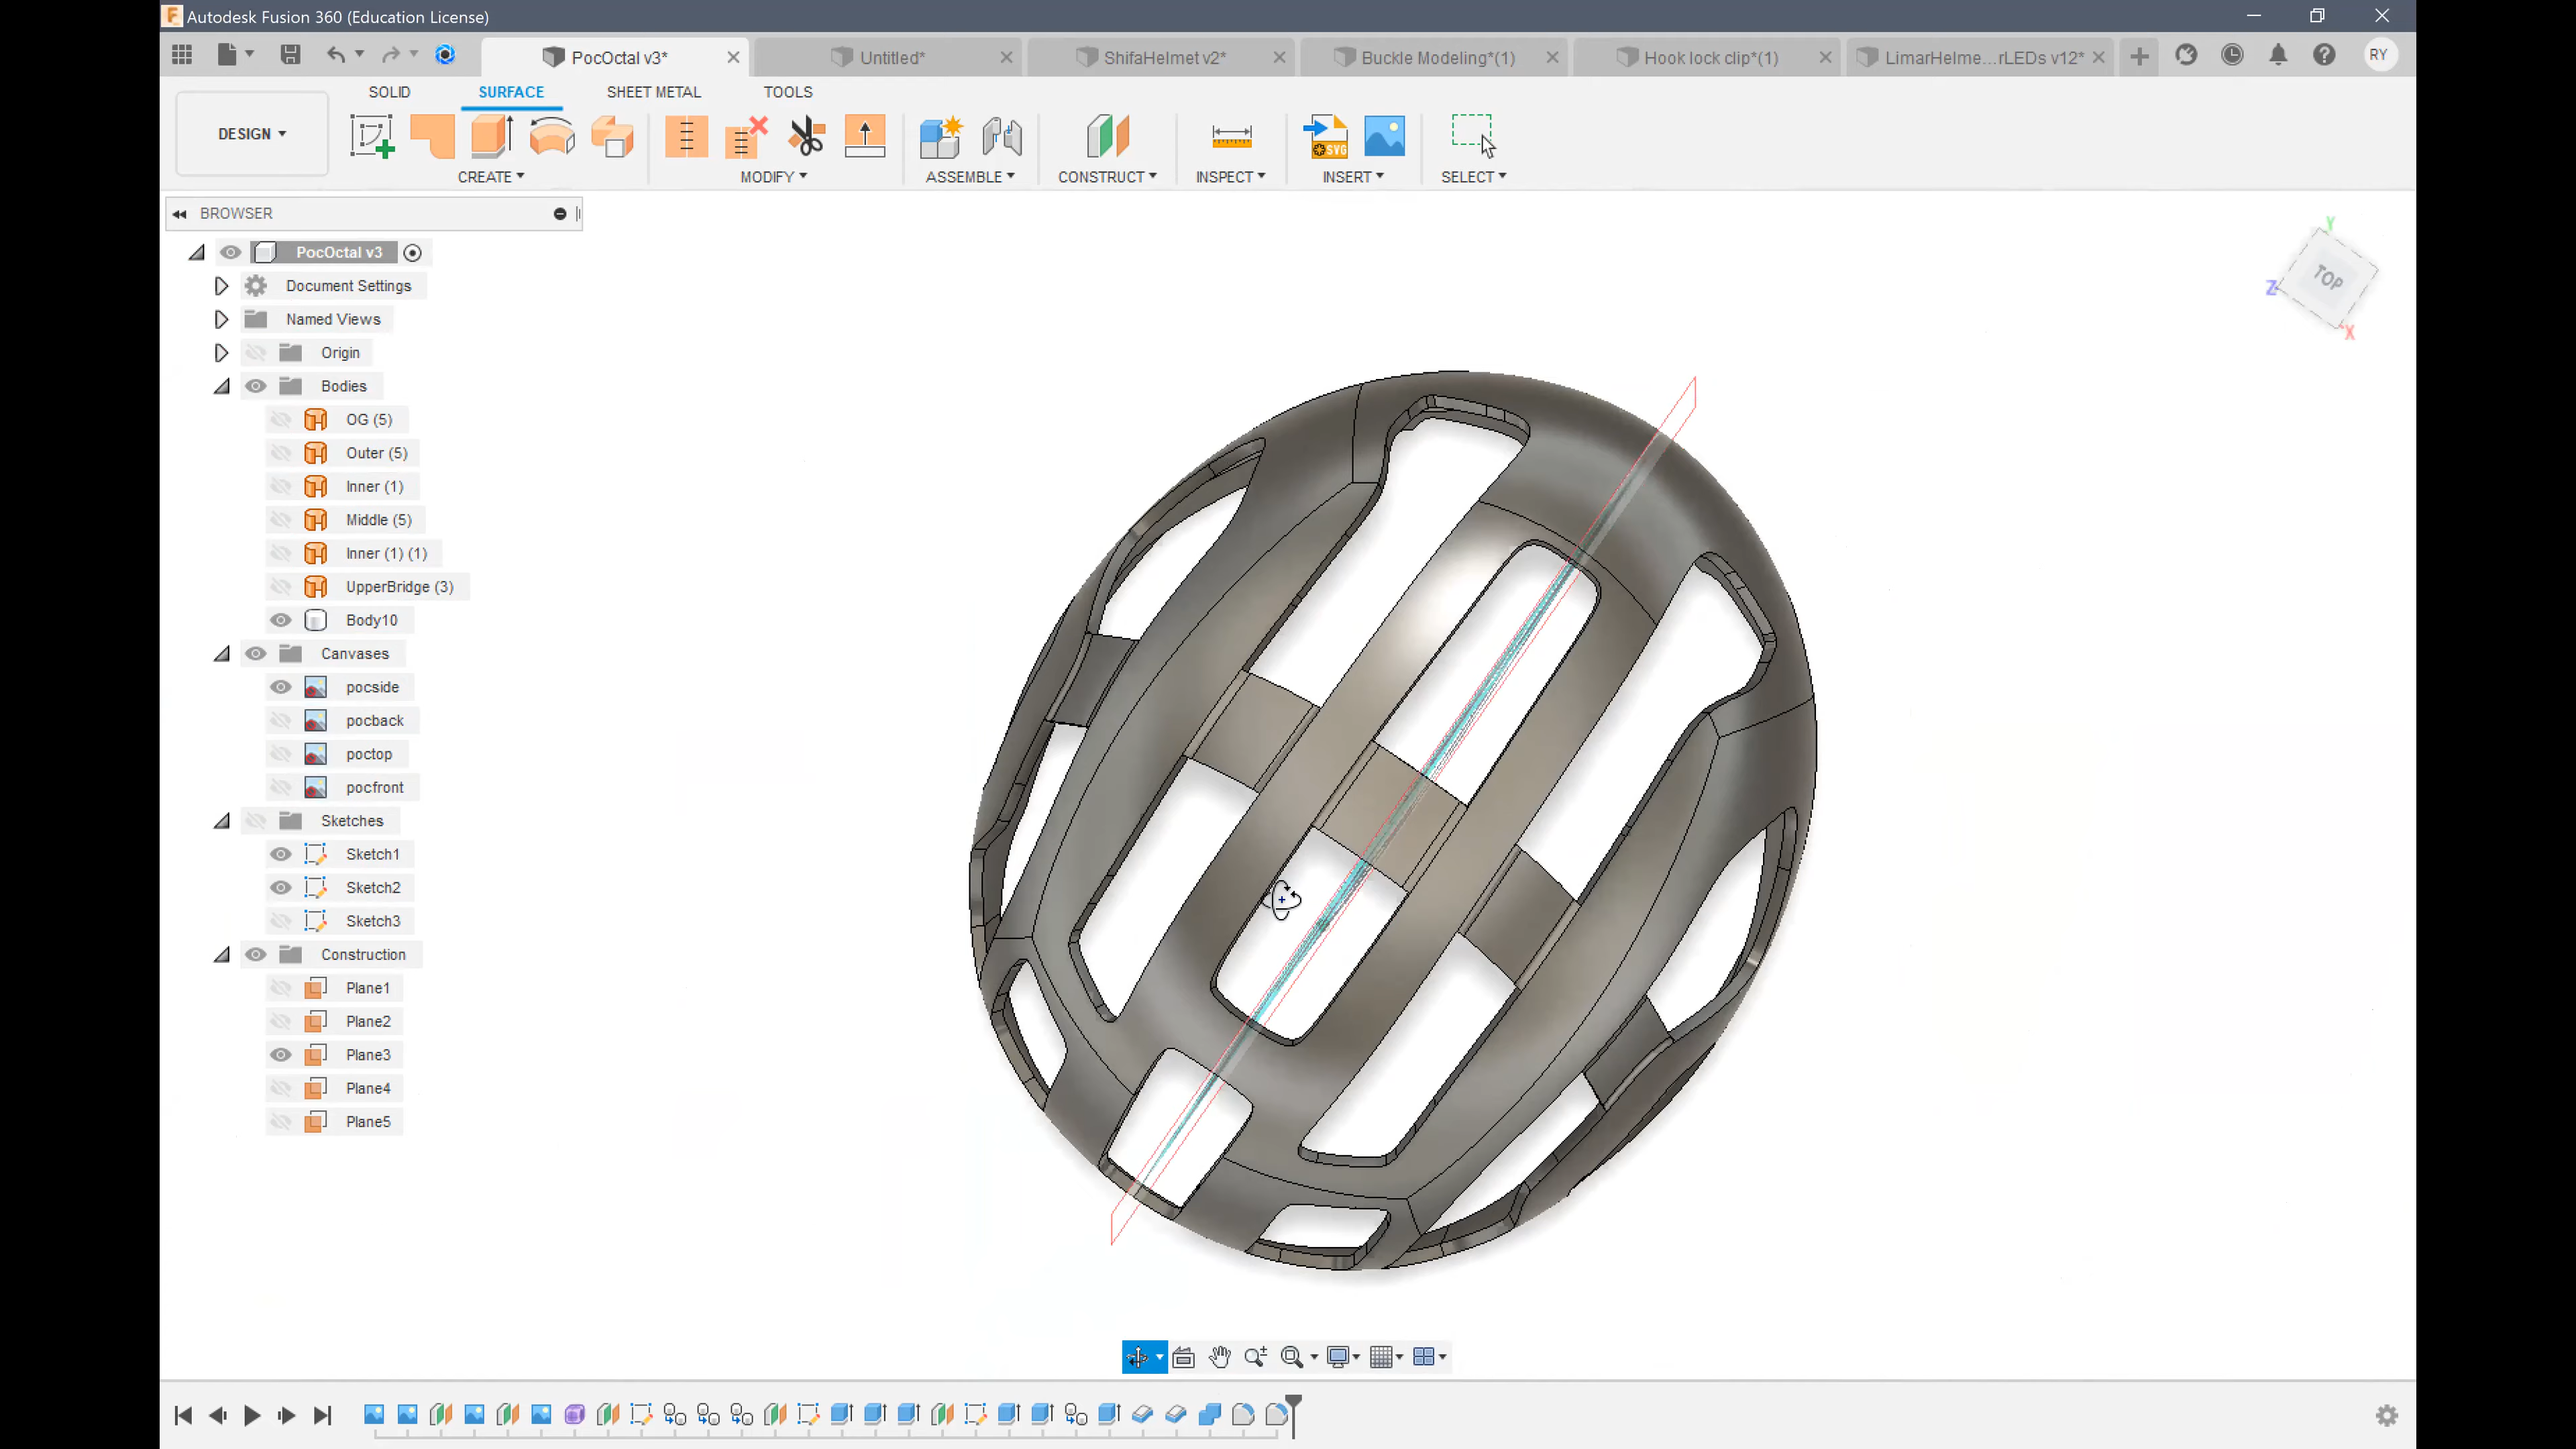 Autodesk Fusion 360 (Education License)
PocOctal v3*
Untitled*
ShifaHelmet v2*
Buckle Modeling*(1)
Hook lock clip*(1)
LimarHelme...rLEDs v12*
RY
SOLID
SURFACE
SHEET METAL
TOOLS
DESIGN
CREATE
MODIFY
ASSEMBLE
CONSTRUCT
INSPECT
SVG
INSERT
SELECT
BROWSER
PocOctal v3
Document Settings
Named Views
Origin
Bodies
OG (5)
Outer (5)
Inner (1)
Middle (5)
Inner (1) (1)
UpperBridge (3)
Body10
Canvases
pocside
pocback
poctop
pocfront
Sketches
Sketch1
Sketch2
Sketch3
Construction
Plane1
Plane2
Plane3
Plane4
Plane5
Y
TOP
Z
X